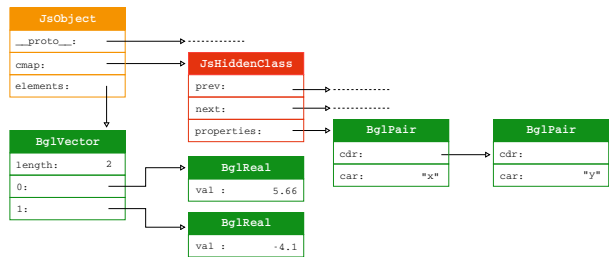 JsObject
__proto__:
cmap:
elements:
JsHiddenClass
prev:
next:
properties:
BglVector
length: 2
0:
1:
BglPair
cdr:
car: "x"
BglPair
cdr:
car: "y"
BglReal
val : 5.66
BglReal
val : -4.1